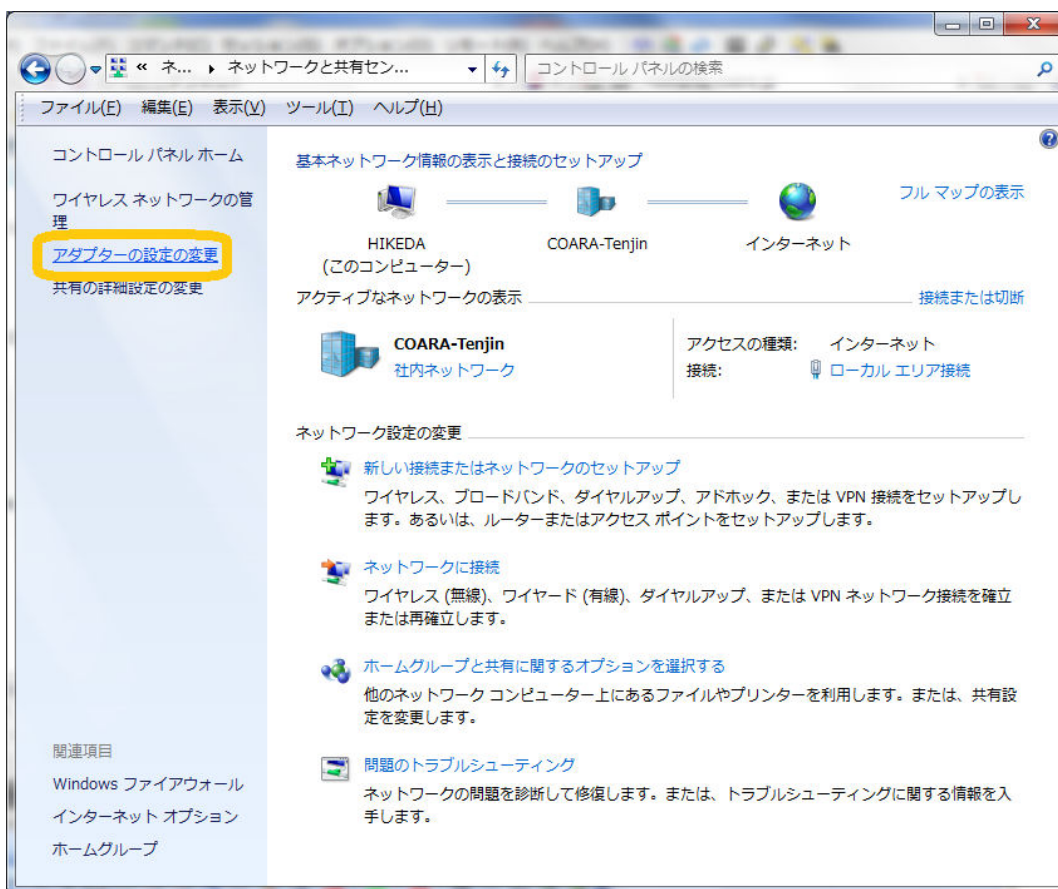 « ネ... ▸ ネットワークと共有セン...
コントロール パネルの検索
ファイル(F) 編集(E) 表示(V) ツール(T) ヘルプ(H)
コントロール パネル ホーム
ワイヤレス ネットワークの管
理
アダプターの設定の変更
共有の詳細設定の変更
基本ネットワーク情報の表示と接続のセットアップ
フル マップの表示
HIKEDA
(このコンピューター)
COARA-Tenjin
インターネット
アクティブなネットワークの表示
接続または切断
COARA-Tenjin
社内ネットワーク
アクセスの種類: インターネット
接続: ローカル エリア接続
ネットワーク設定の変更
新しい接続またはネットワークのセットアップ
ワイヤレス、ブロードバンド、ダイヤルアップ、アドホック、または VPN 接続をセットアップし
ます。あるいは、ルーターまたはアクセス ポイントをセットアップします。
ネットワークに接続
ワイヤレス (無線)、ワイヤード (有線)、ダイヤルアップ、または VPN ネットワーク接続を確立
または再確立します。
ホームグループと共有に関するオプションを選択する
他のネットワーク コンピューター上にあるファイルやプリンターを利用します。または、共有設
定を変更します。
問題のトラブルシューティング
ネットワークの問題を診断して修復します。または、トラブルシューティングに関する情報を入
手します。
関連項目
Windows ファイアウォール
インターネット オプション
ホームグループ